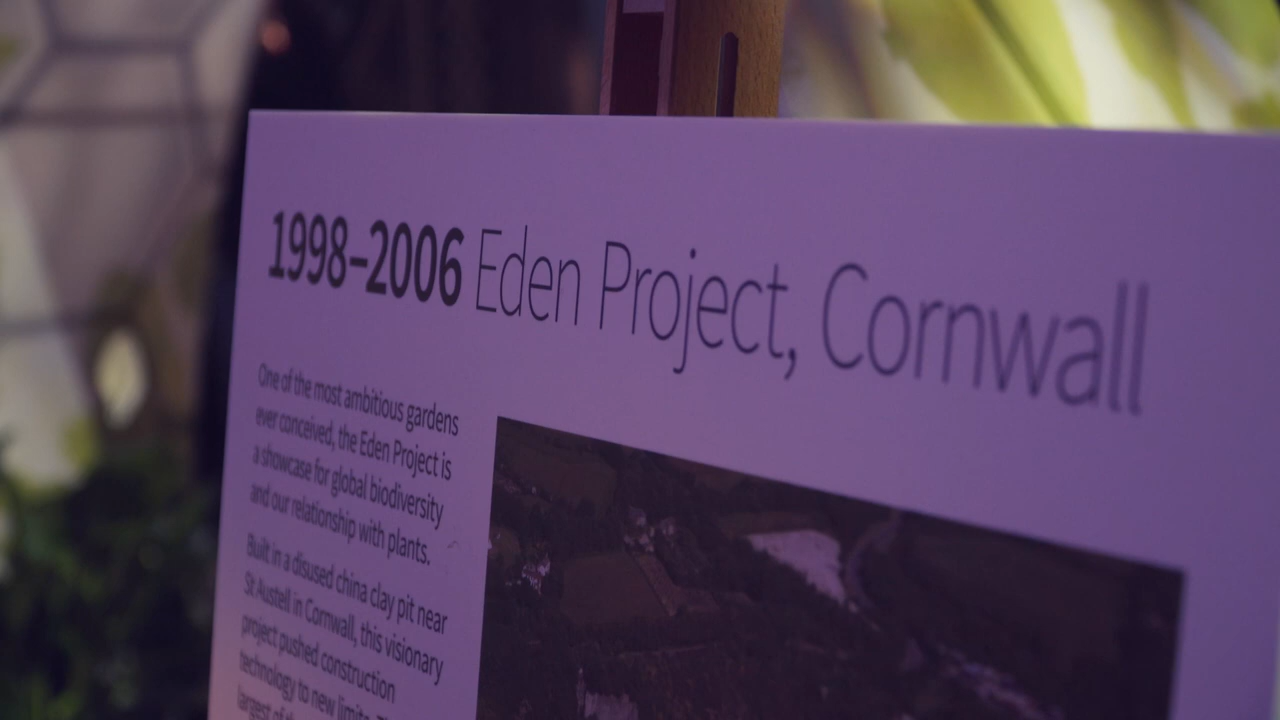 1998–2006 Eden Project, Cornwall
One of the most ambitious gardens
ever conceived, the Eden Project is
a showcase for global biodiversity
and our relationship with plants.
Built in a disused china clay pit near
St Austell in Cornwall, this visionary
project pushed construction
technology to new limits.
largest of